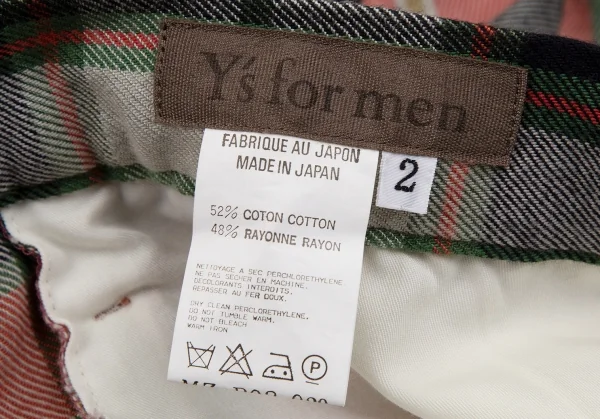 Y's for men
FABRIQUE AU JAPON
MADE IN JAPAN
2
52% COTON COTTON
48% RAYONNE RAYON
NETTOYAGE A SEC PERCHLORETHYLENE.
NE PAS SECHER EN MACHINE.
DECOLORANTS INTERDITS.
REPASSER AU FER DOUX.
DRY CLEAN PERCHLORETHYLENE.
DO NOT TUMBLE WARM.
DO NOT BLEACH
WARM IRON
P